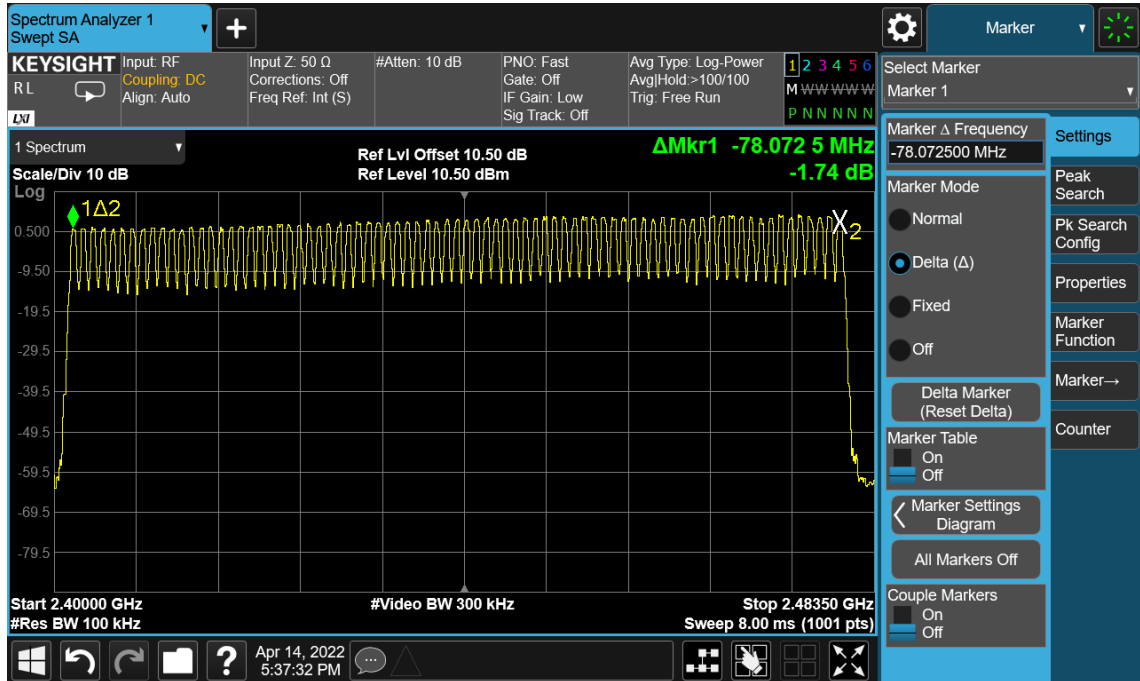 Spectrum Analyzer 1
Swept SA
+
Marker
KEYSIGHT
R L
LXI
Input: RF
Coupling: DC
Align: Auto
Input Z: 50 Ω
Corrections: Off
Freq Ref: Int (S)
#Atten: 10 dB
PNO: Fast
Gate: Off
IF Gain: Low
Sig Track: Off
Avg Type: Log-Power
Avg|Hold:>100/100
Trig: Free Run
1 2 3 4 5 6
M W W W W W
P N N N N N
Select Marker
Marker 1
1 Spectrum
Scale/Div 10 dB
Log
Ref Lvl Offset 10.50 dB
Ref Level 10.50 dBm
ΔMkr1 -78.072 5 MHz
-1.74 dB
1Δ2
X2
0.500
-9.50
-19.5
-29.5
-39.5
-49.5
-59.5
-69.5
-79.5
Start 2.40000 GHz
#Res BW 100 kHz
#Video BW 300 kHz
Stop 2.48350 GHz
Sweep 8.00 ms (1001 pts)
Marker Δ Frequency
-78.072500 MHz
Marker Mode
Normal
Delta (Δ)
Fixed
Off
Delta Marker
(Reset Delta)
Marker Table
On
Off
Marker Settings
Diagram
All Markers Off
Couple Markers
On
Off
Settings
Peak
Search
Pk Search
Config
Properties
Marker
Function
Marker→
Counter
?
Apr 14, 2022
5:37:32 PM